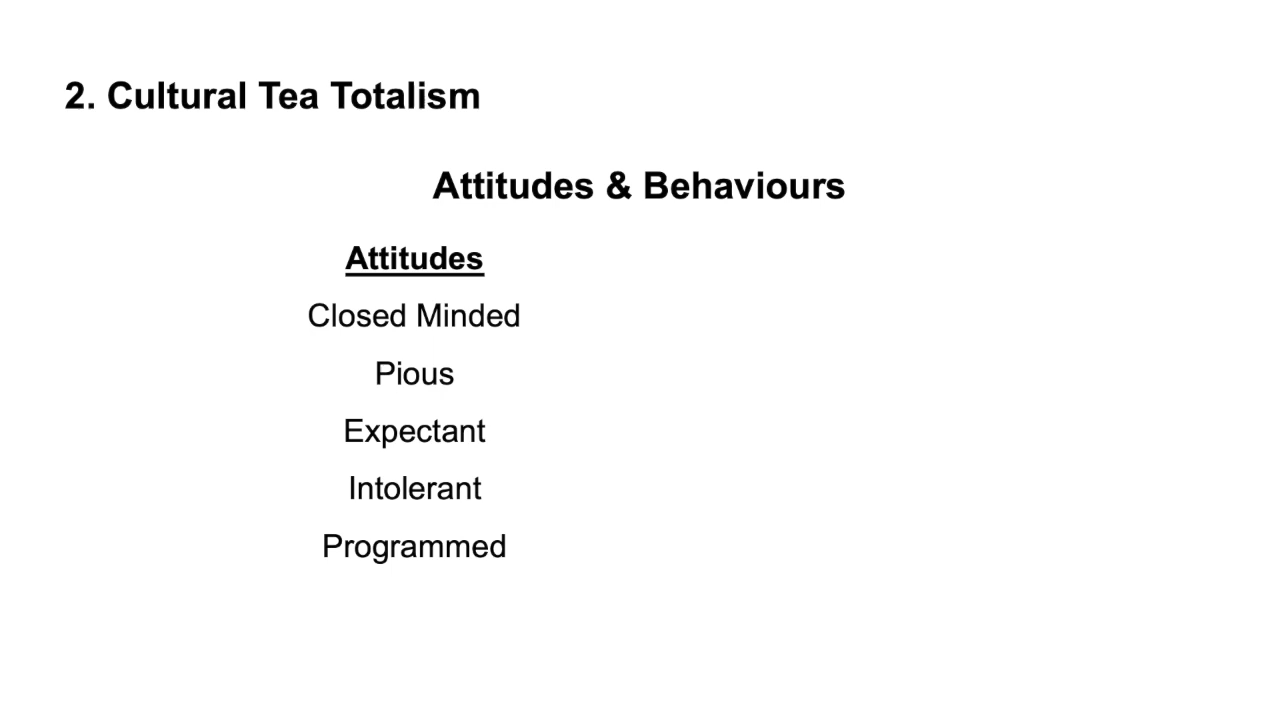 2. Cultural Tea Totalism
Attitudes & Behaviours
Attitudes
Closed Minded
Pious
Expectant
Intolerant
Programmed